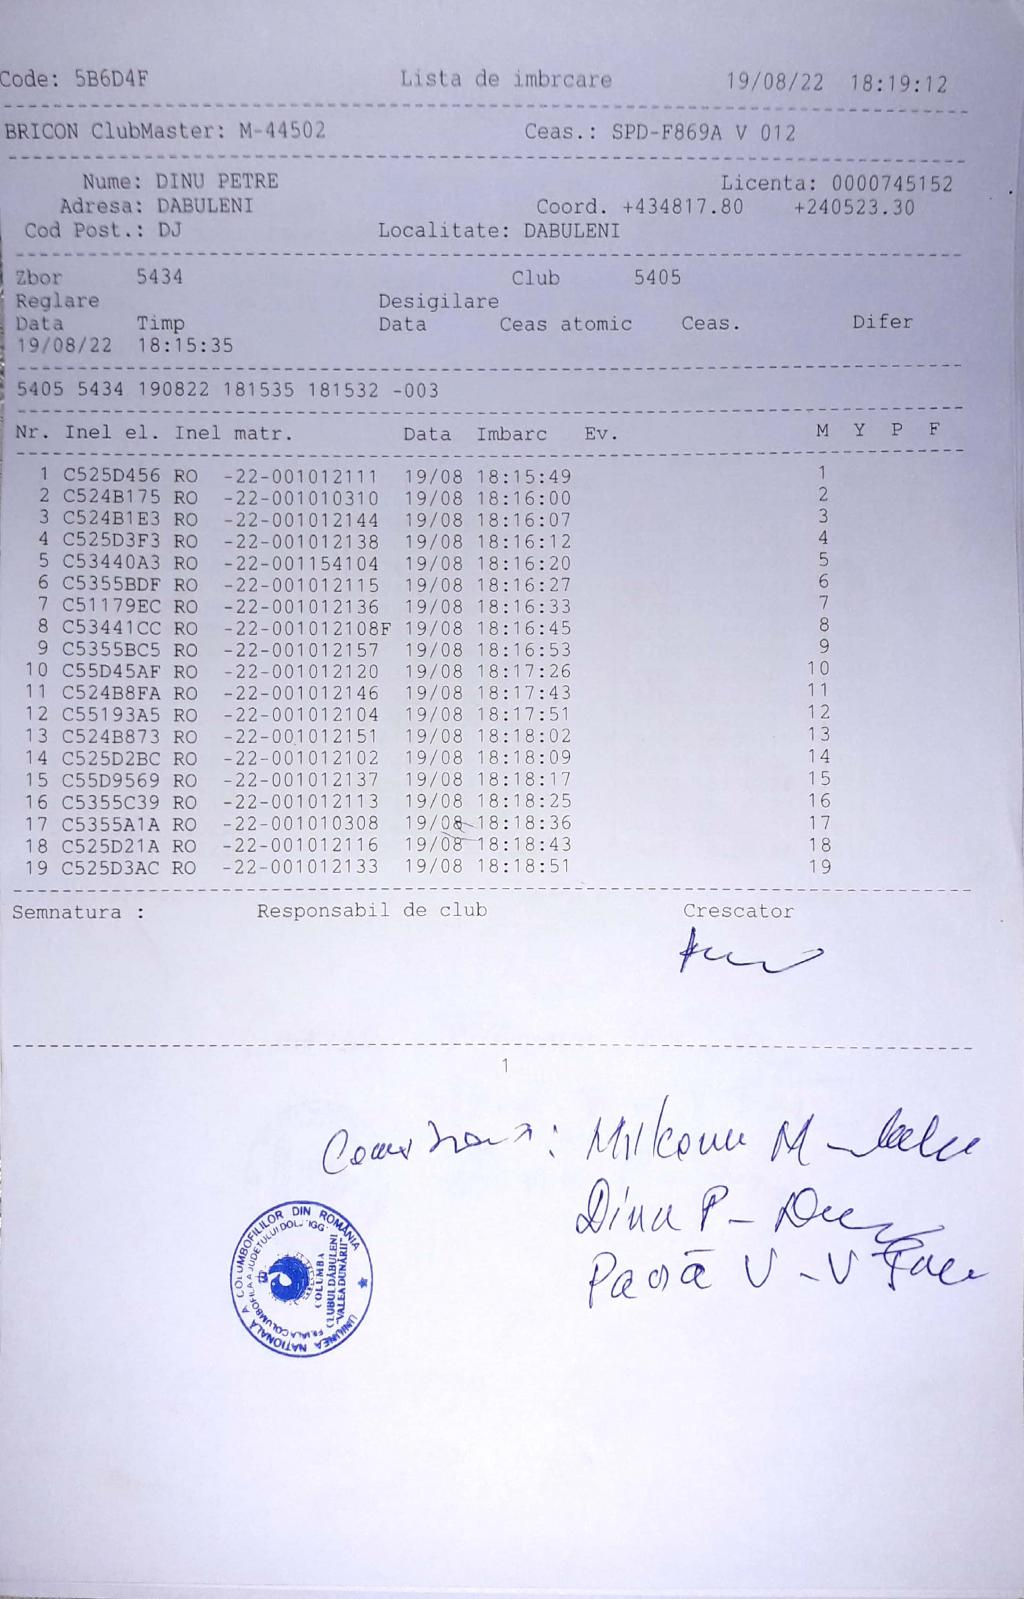 Code: 5B6D4F Lista de imbrcare 19/08/22 18:19:12
BRICON ClubMaster: M-44502 Ceas.: SPD-F869A V 012
Nume: DINU PETRE Licenta: 0000745152
Adresa: DABULENI Coord. +434817.80 +240523.30
Cod Post.: DJ Localitate: DABULENI
Zbor 5434 Club 5405
Reglare Desigilare
Data Timp Data Ceas atomic Ceas. Difer
19/08/22 18:15:35
5405 5434 190822 181535 181532 -003
Nr. Inel el. Inel matr. Data Imbarc Ev. M Y P F
1 C525D456 RO -22-001012111 19/08 18:15:49 1
2 C524B175 RO -22-001010310 19/08 18:16:00 2
3 C524B1E3 RO -22-001012144 19/08 18:16:07 3
4 C525D3F3 RO -22-001012138 19/08 18:16:12 4
5 C53440A3 RO -22-001154104 19/08 18:16:20 5
6 C5355BDF RO -22-001012115 19/08 18:16:27 6
7 C51179EC RO -22-001012136 19/08 18:16:33 7
8 C53441CC RO -22-001012108F 19/08 18:16:45 8
9 C5355BC5 RO -22-001012157 19/08 18:16:53 9
10 C55D45AF RO -22-001012120 19/08 18:17:26 10
11 C524B8FA RO -22-001012146 19/08 18:17:43 11
12 C55193A5 RO -22-001012104 19/08 18:17:51 12
13 C524B873 RO -22-001012151 19/08 18:18:02 13
14 C525D2BC RO -22-001012102 19/08 18:18:09 14
15 C55D9569 RO -22-001012137 19/08 18:18:17 15
16 C5355C39 RO -22-001012113 19/08 18:18:25 16
17 C5355A1A RO -22-001010308 19/08 18:18:36 17
18 C525D21A RO -22-001012116 19/08 18:18:43 18
19 C525D3AC RO -22-001012133 19/08 18:18:51 19
Semnatura : Responsabil de club Crescator
1
M
Dinu P -
V - V
UNIUNEA NAȚIONALĂ A COLUMBOFILILOR DIN ROMÂNIA
COLUMBA
CLUBUL DĂBULENI
"VALEA DUNĂRII"